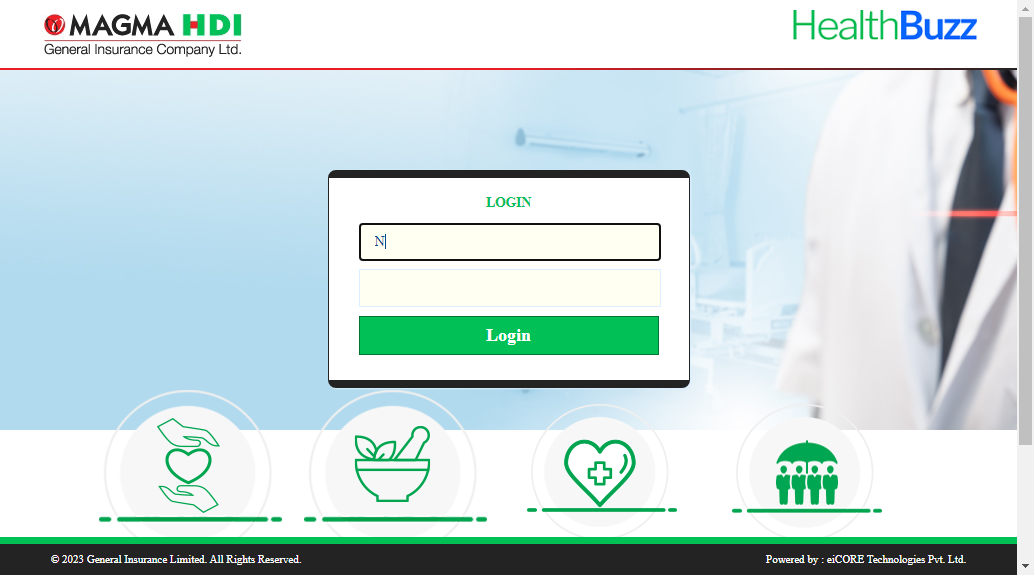 MAGMA HDI
General Insurance Company Ltd.
HealthBuzz
LOGIN
N
Login
© 2023 General Insurance Limited. All Rights Reserved.
Powered by : eiCORE Technologies Pvt. Ltd.